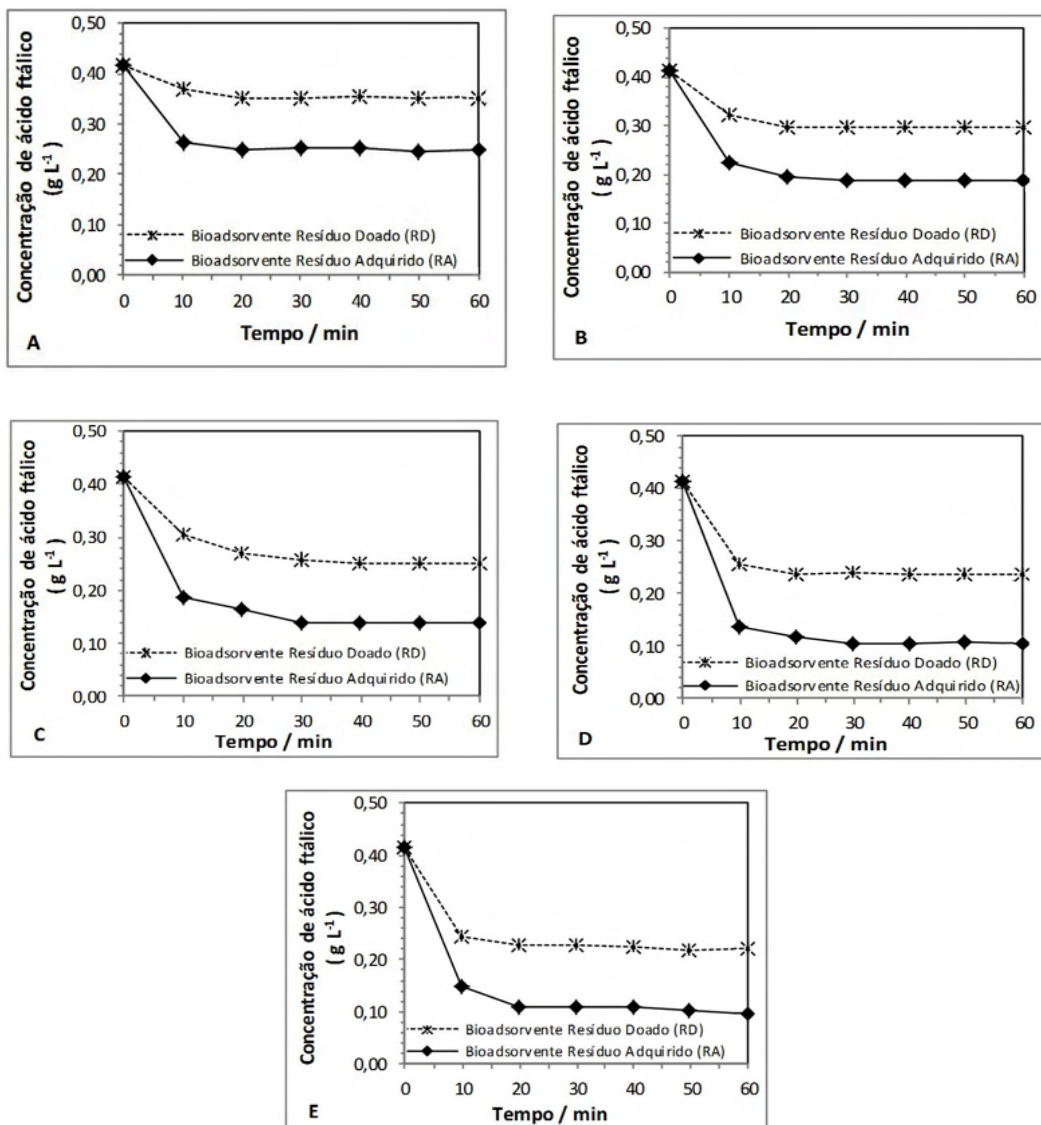 Concentração de ácido ftálico
(g L⁻¹)
0,50
0,40
0,30
0,20
0,10
0,00
Bioadsorvente Resíduo Doado (RD)
Bioadsorvente Resíduo Adquirido (RA)
0 10 20 30 40 50 60
Tempo / min
A
Concentração de ácido ftálico
( g L⁻¹)
0,50
0,40
0,30
0,20
0,10
0,00
Bioadsorvente Resíduo Doado (RD)
Bioadsorvente Resíduo Adquirido (RA)
0 10 20 30 40 50 60
Tempo / min
B
Concentração de ácido ftálico
( g L⁻¹)
0,50
0,40
0,30
0,20
0,10
0,00
Bioadsorvente Resíduo Doado (RD)
Bioadsorvente Resíduo Adquirido (RA)
0 10 20 30 40 50 60
Tempo / min
C
Concentração de ácido ftálico
( g L⁻¹)
0,50
0,40
0,30
0,20
0,10
0,00
Bioadsorvente Resíduo Doado (RD)
Bioadsorvente Resíduo Adquirido (RA)
0 10 20 30 40 50 60
Tempo / min
D
Concentração de ácido ftálico
( g L⁻¹)
0,50
0,40
0,30
0,20
0,10
0,00
Bioadsorvente Resíduo Doado (RD)
Bioadsorvente Resíduo Adquirido (RA)
0 10 20 30 40 50 60
Tempo / min
E